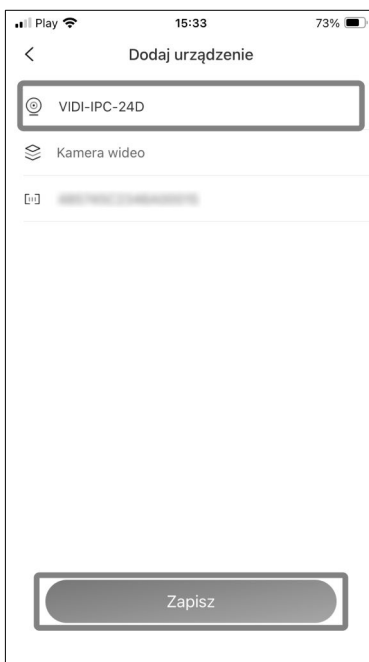 Play 15:33 73%
Dodaj urządzenie
VIDI-IPC-24D
Kamera wideo
Zapisz